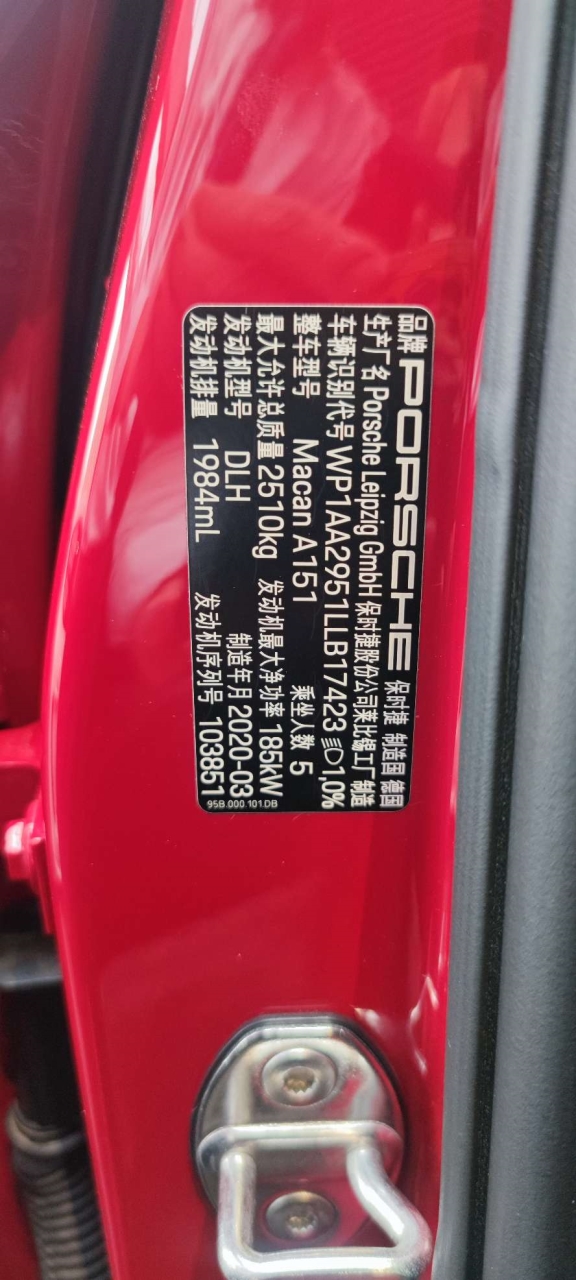 品牌 PORSCHE 保时捷 制造国 德国
生产厂名 Porsche Leipzig GmbH 保时捷股份公司莱比锡工厂制造
车辆识别代号 WP1AA2951LLB17423 1,0%
整车型号 Macan A151 乘坐人数 5
最大允许总质量 2510kg 发动机最大净功率 185kW
发动机型号 DLH 制造年月 2020-03
发动机排量 1984mL 发动机序列号 103851
95B.000.101.DB